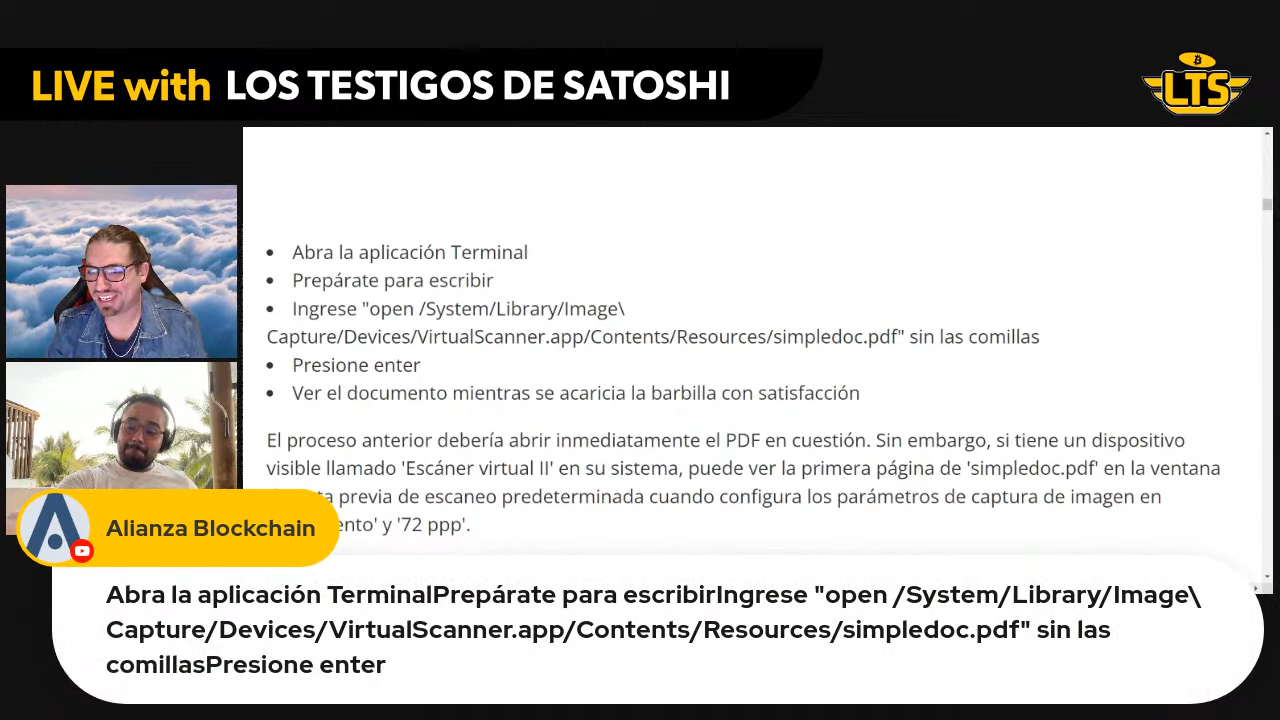 LIVE with LOS TESTIGOS DE SATOSHI
LTS
• Abra la aplicación Terminal
• Prepárate para escribir
• Ingrese "open /System/Library/Image\
Capture/Devices/VirtualScanner.app/Contents/Resources/simpledoc.pdf" sin las comillas
• Presione enter
• Ver el documento mientras se acaricia la barbilla con satisfacción
El proceso anterior debería abrir inmediatamente el PDF en cuestión. Sin embargo, si tiene un dispositivo
visible llamado 'Escáner virtual II' en su sistema, puede ver la primera página de 'simpledoc.pdf' en la ventana
previa de escaneo predeterminada cuando configura los parámetros de captura de imagen en
y '72 ppp'.
Alianza Blockchain
Abra la aplicación TerminalPrepárate para escribirIngrese "open /System/Library/Image\
Capture/Devices/VirtualScanner.app/Contents/Resources/simpledoc.pdf" sin las
comillasPresione enter